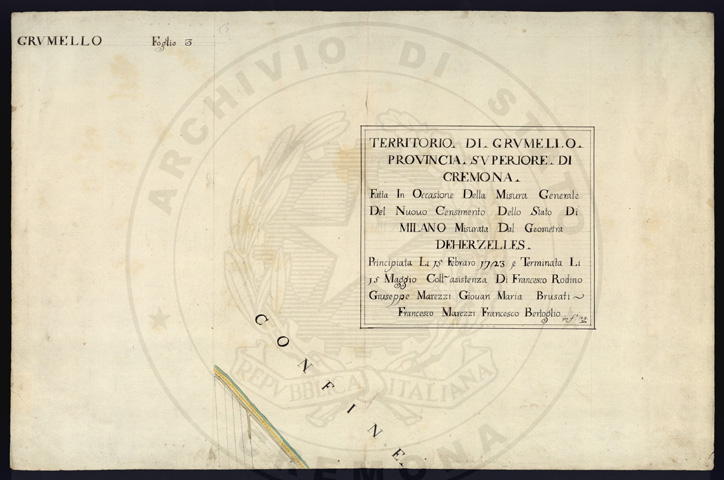 GRVMELLO Foglio 3
TERRITORIO. DI. GRVMELLO.
PROVINCIA. SVPERIORE. DI
CREMONA.
Fatta In Occasione Della Misura Generale
Del Nuouo Censimento Dello Stato Di
MILANO Misurata Dal Geometra
DEHERZELLES.
Principiata Li 15 Febraro 1723 e Terminata Li
15 Maggio Coll'asistenza Di Francesco Rodino
Giuseppe Marezzi Giouan Maria Brusati ~
Francesco Marezzi Francesco Bertoglio
CONFINE
ARCHIVIO DI STATO
REPVBBLICA ITALIANA
CREMONA